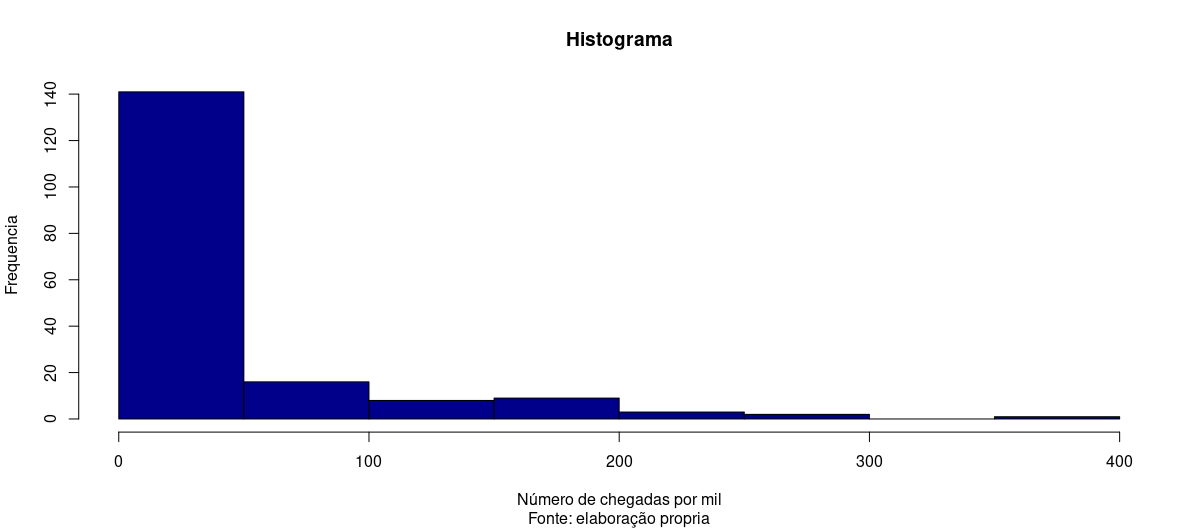 Histograma
Frequencia
140
120
100
80
60
40
20
0
0 100 200 300 400
Número de chegadas por mil
Fonte: elaboração propria